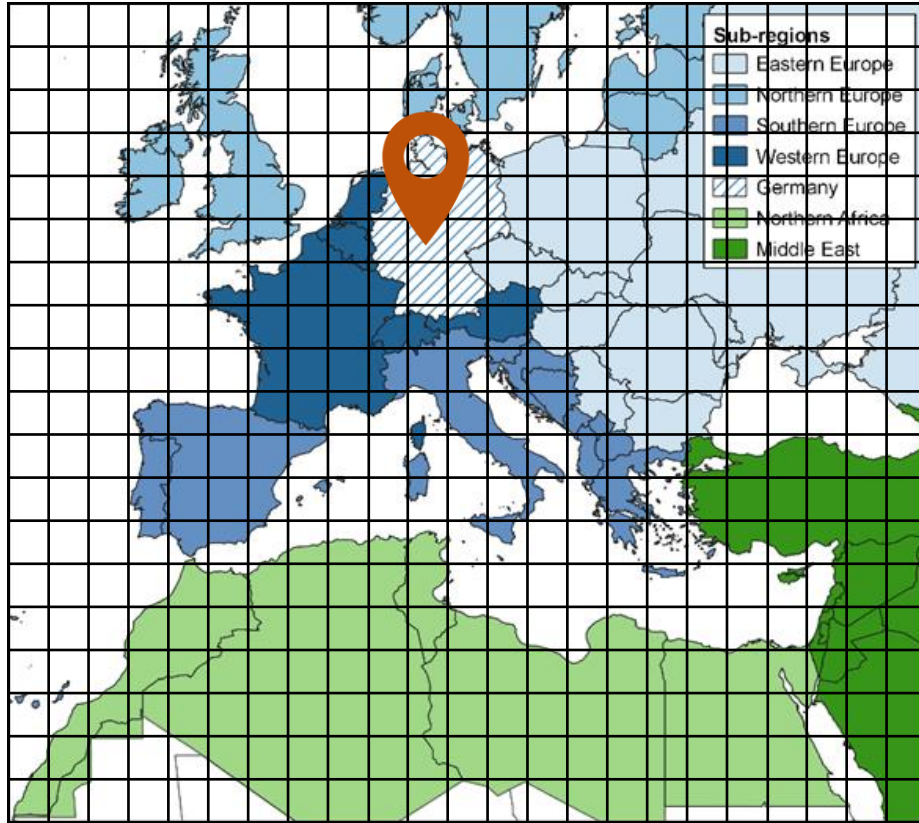 Sub-regions
Eastern Europe
Northern Europe
Southern Europe
Western Europe
Germany
Northern Africa
Middle East